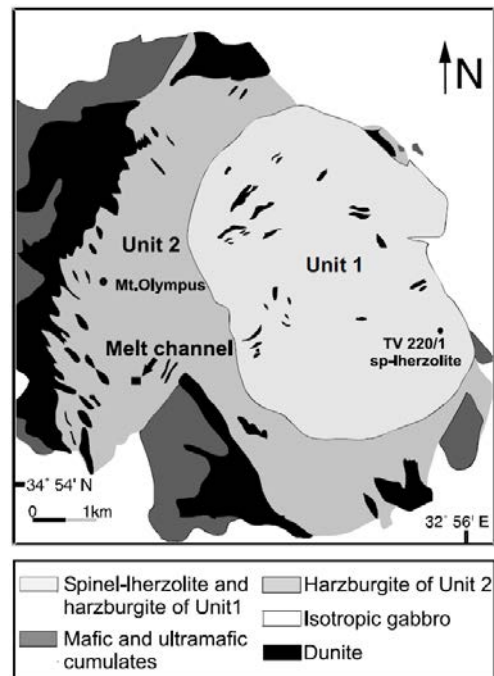 N
Unit 2
Unit 1
Mt.Olympus
TV 220/1
sp-lherzolite
Melt channel
34° 54' N
0 1km
32° 56' E
Spinel-lherzolite and
harzburgite of Unit1
Harzburgite of Unit 2
Isotropic gabbro
Mafic and ultramafic
cumulates
Dunite